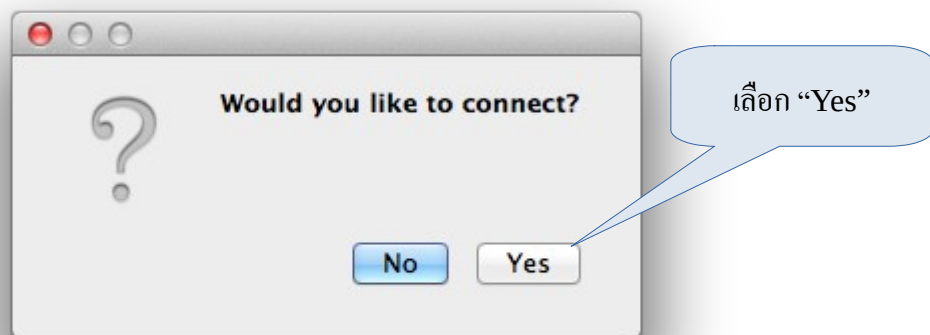 Would you like to connect?
เลือก “Yes”
No
Yes